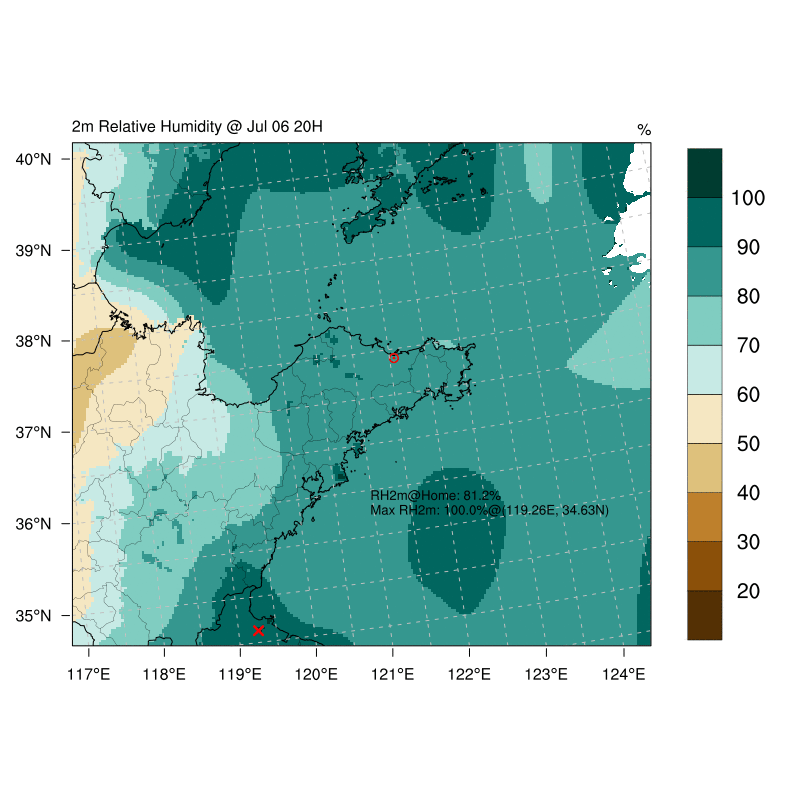 2m Relative Humidity @ Jul 06 20H
%
40°N
39°N
38°N
37°N
36°N
35°N
117°E
118°E
119°E
120°E
121°E
122°E
123°E
124°E
RH2m@Home: 81.2%
Max RH2m: 100.0%@(119.26E, 34.63N)
100
90
80
70
60
50
40
30
20